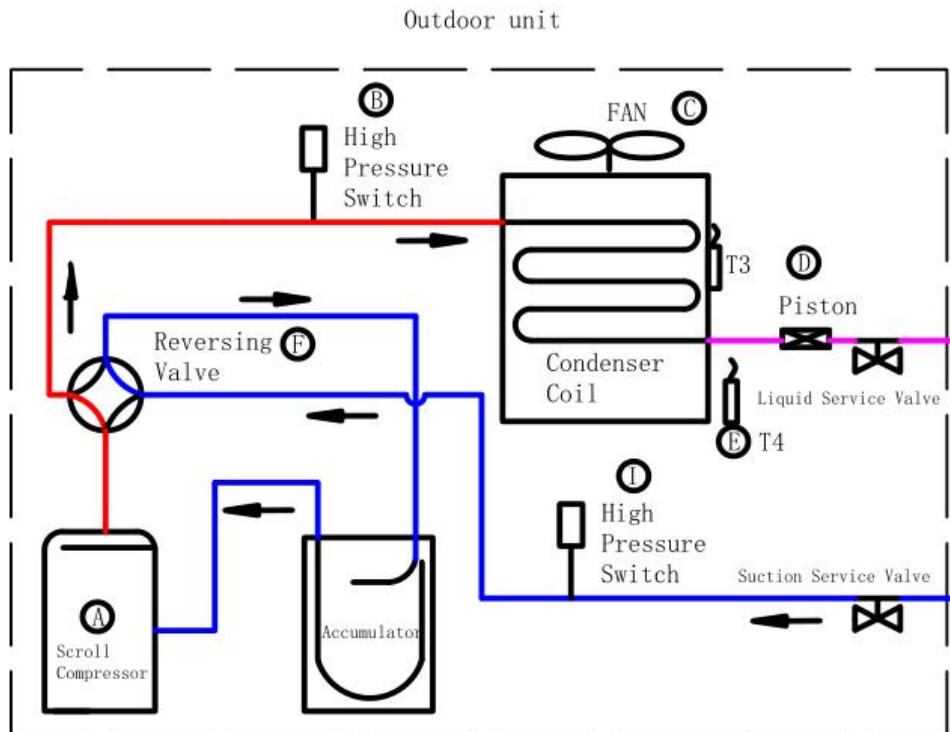 Outdoor unit
B
High
Pressure
Switch
FAN
C
T3
D
Piston
Reversing
Valve
F
Condenser
Coil
Liquid Service Valve
E
T4
I
High
Pressure
Switch
Suction Service Valve
A
Scroll
Compressor
Accumulator